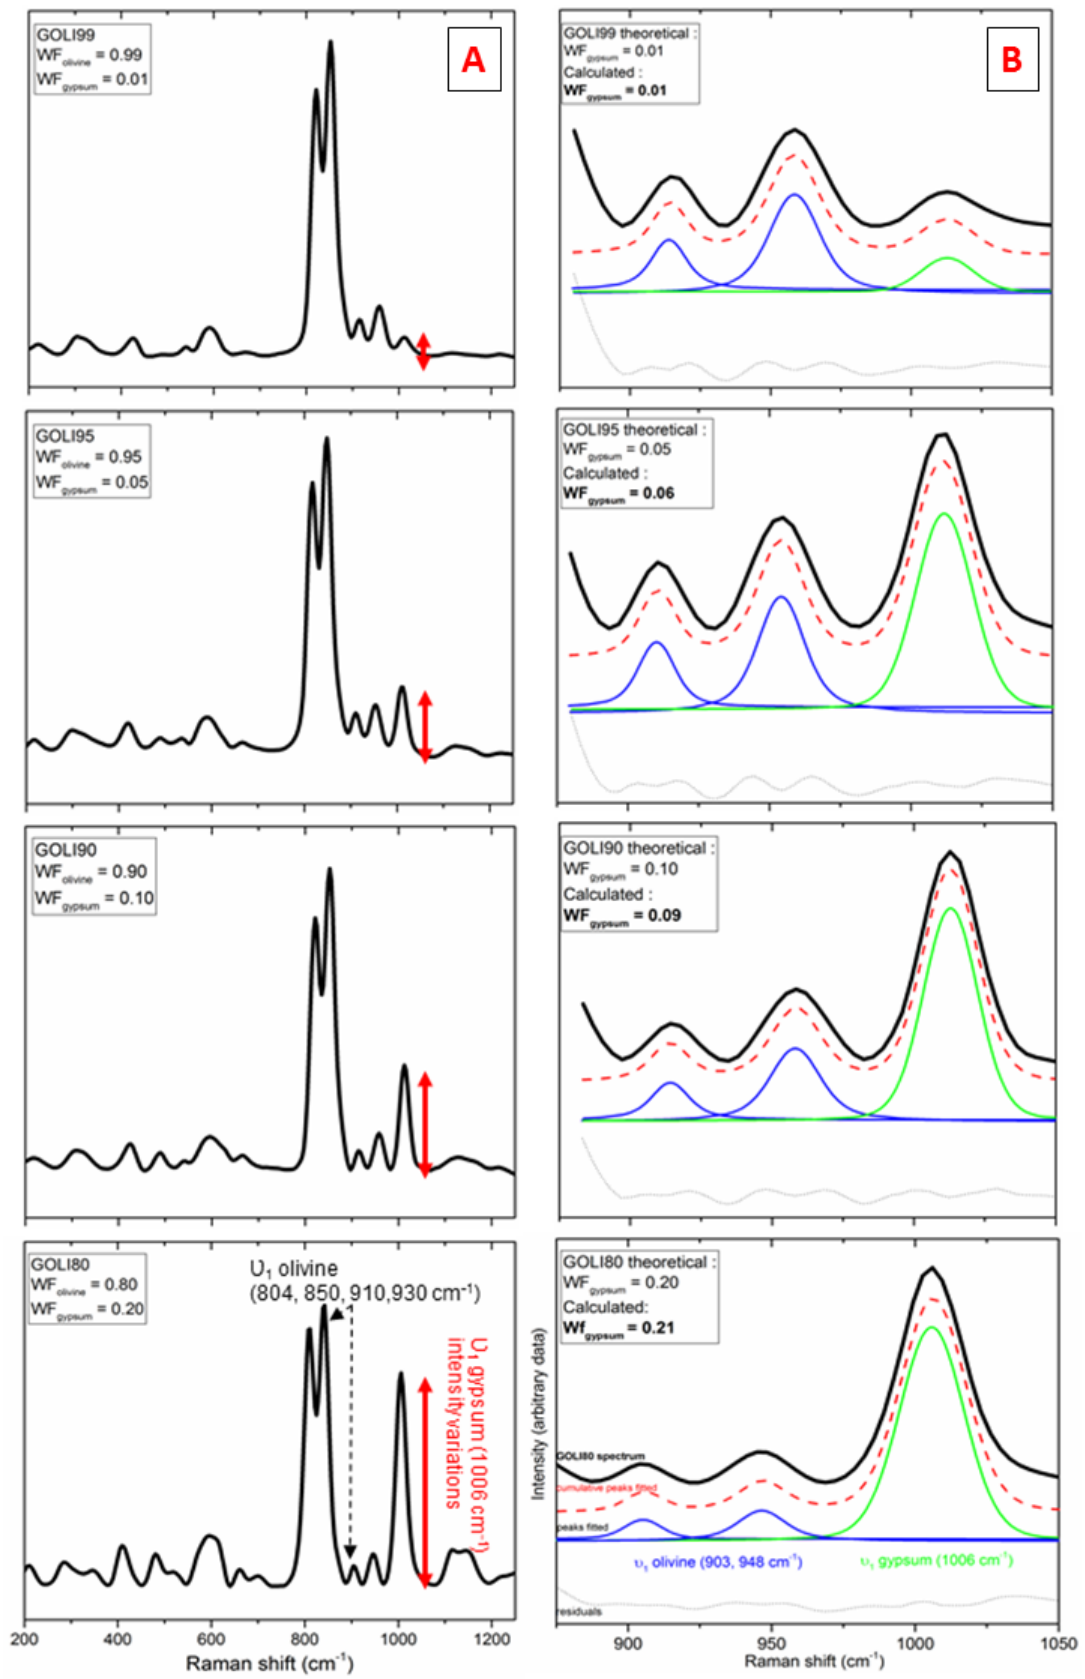 GOLI99
WFolivine = 0.99
WFgypsum = 0.01
A
GOLI99 theoretical :
WFgypsum = 0.01
Calculated :
WFgypsum = 0.01
B
GOLI95
WFolivine = 0.95
WFgypsum = 0.05
GOLI95 theoretical :
WFgypsum = 0.05
Calculated :
WFgypsum = 0.06
GOLI90
WFolivine = 0.90
WFgypsum = 0.10
GOLI90 theoretical :
WFgypsum = 0.10
Calculated :
WFgypsum = 0.09
GOLI80
WFolivine = 0.80
WFgypsum = 0.20
Ʋ1 olivine
(804, 850, 910,930 cm-1)
Ʋ1 gypsum (1006 cm-1)
intensity variations
200 400 600 800 1000 1200
Raman shift (cm-1)
GOLI80 theoretical :
WFgypsum = 0.20
Calculated:
Wfgypsum = 0.21
Intensity (arbitrary data)
GOLI80 spectrum
cumulative peaks fitted
peaks fitted
ʋ1 olivine (903, 948 cm-1)
ʋ1 gypsum (1006 cm-1)
residuals
900 950 1000 1050
Raman shift (cm-1)